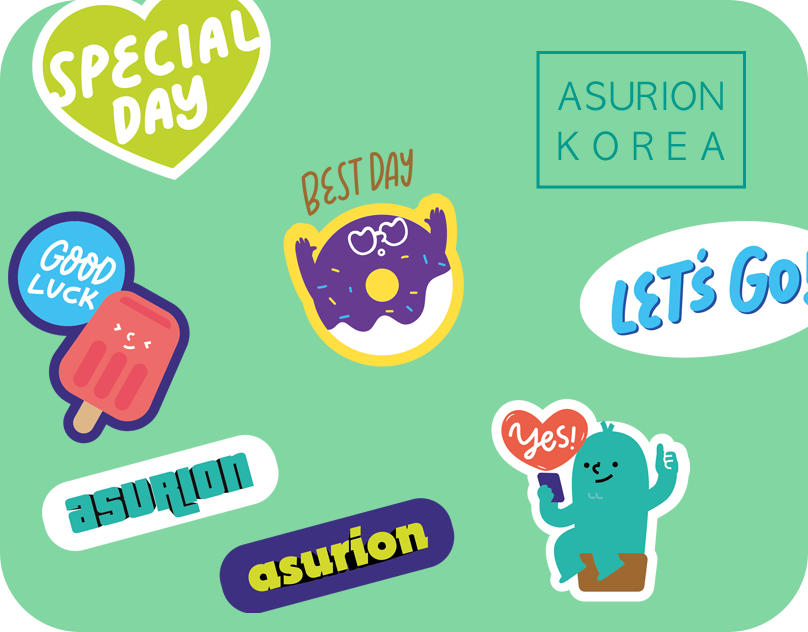 SPECIAL
DAY
ASURION
KOREA
BEST DAY
GOOD
LUCK
LET'S GO!
yes!
asurion
asurion